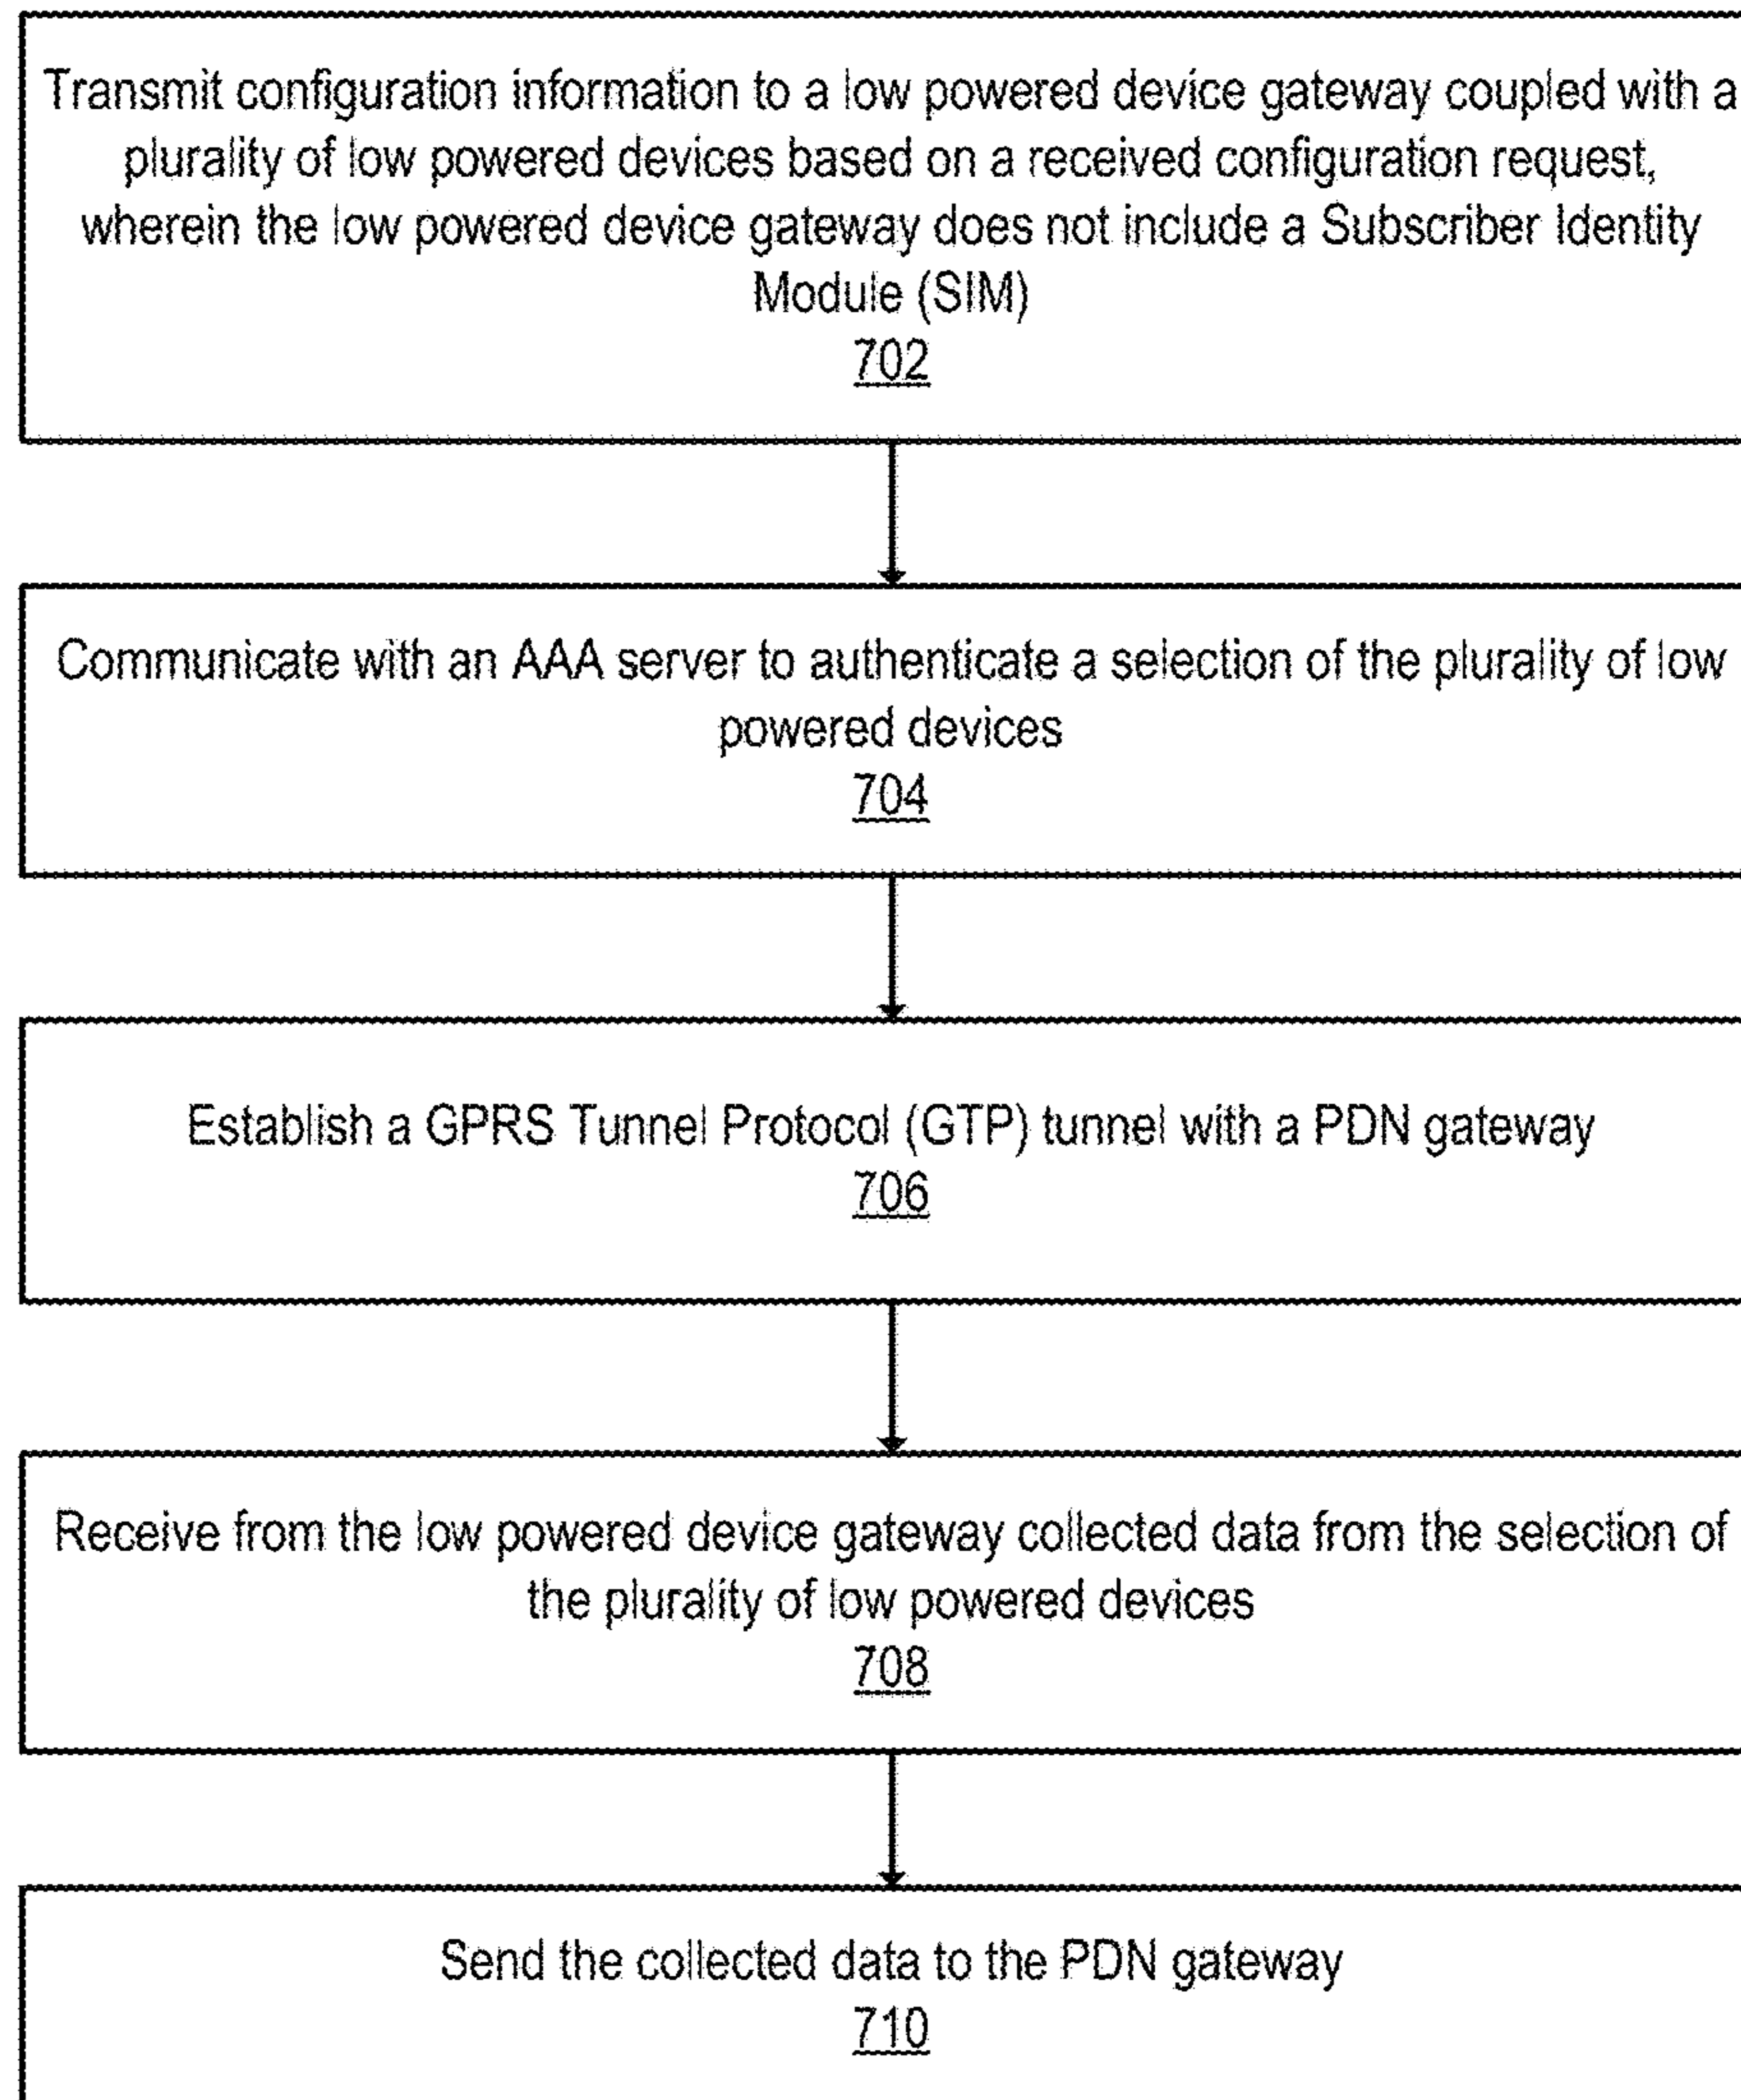 Transmit configuration information to a low powered device gateway coupled with a
plurality of low powered devices based on a received configuration request,
wherein the low powered device gateway does not include a Subscriber Identity
Module (SIM)
702
Communicate with an AAA server to authenticate a selection of the plurality of low
powered devices
704
Establish a GPRS Tunnel Protocol (GTP) tunnel with a PDN gateway
706
Receive from the low powered device gateway collected data from the selection of
the plurality of low powered devices
708
Send the collected data to the PDN gateway
710